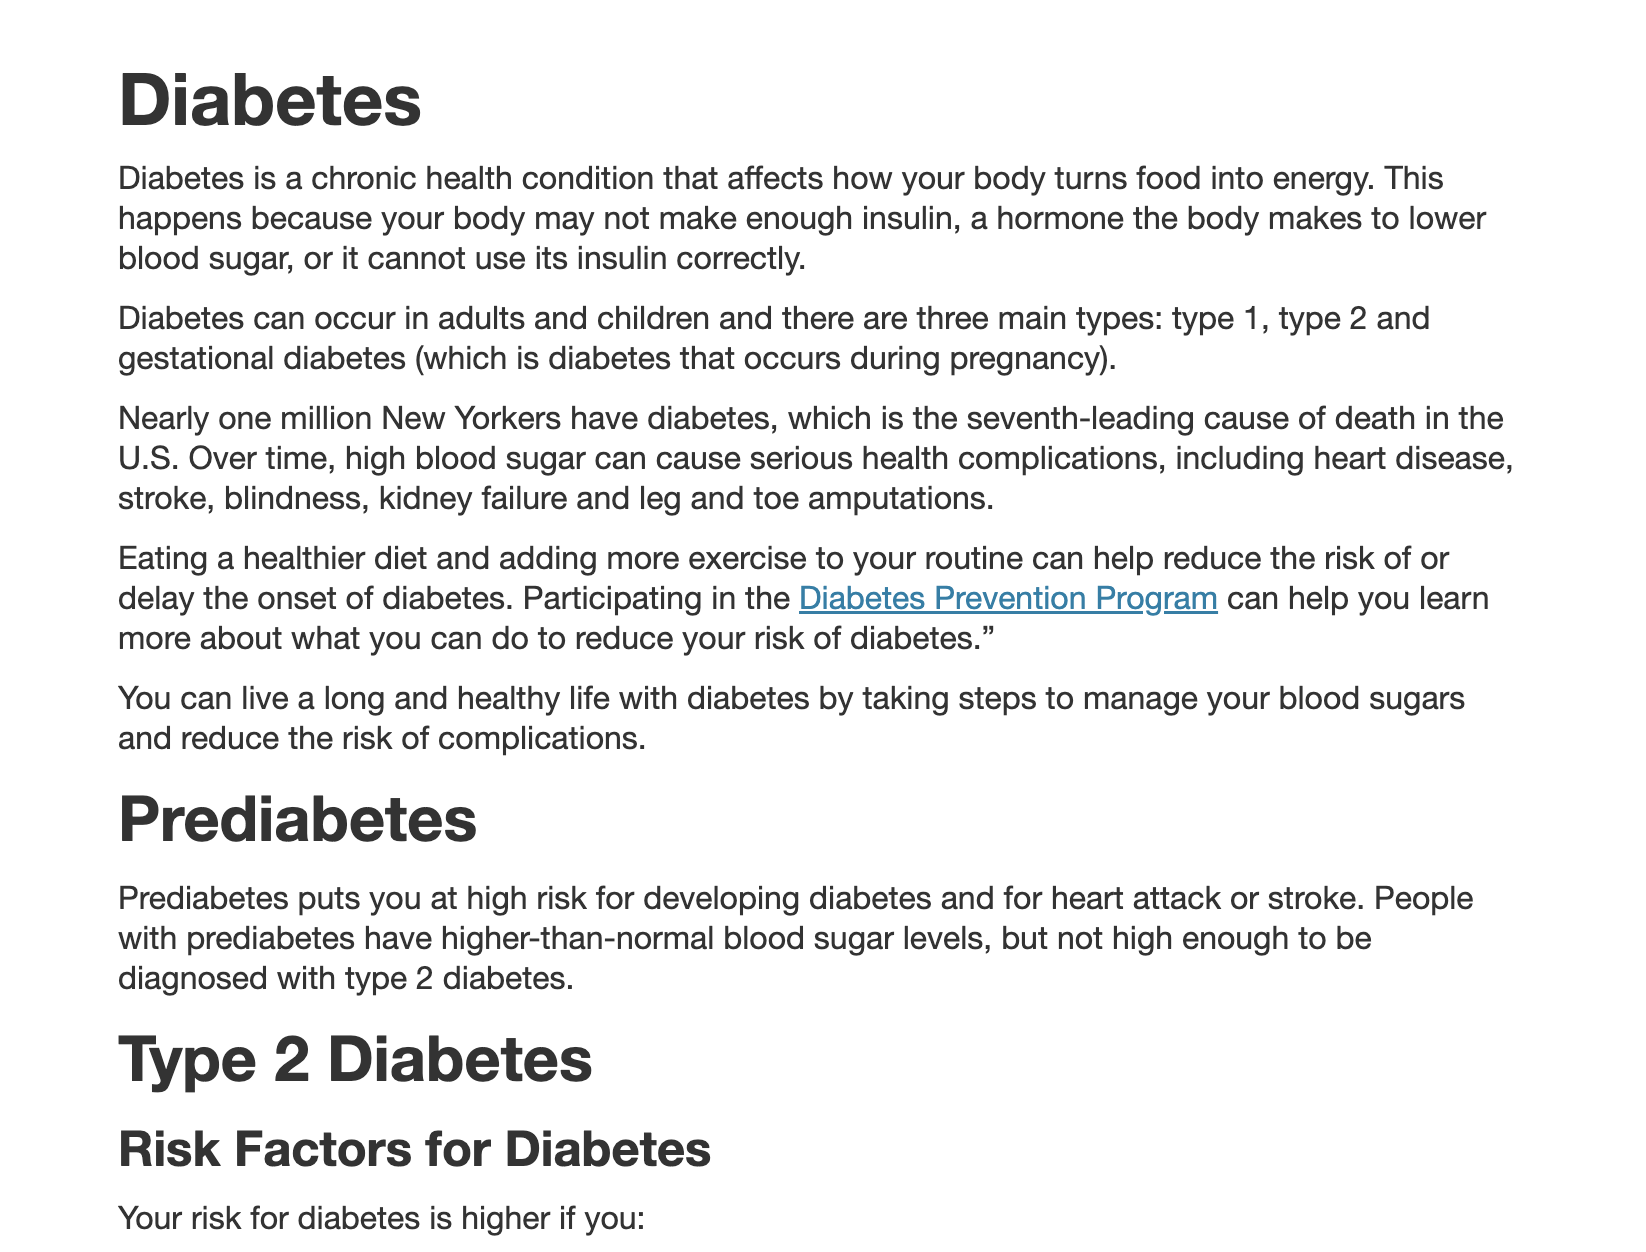 Diabetes
Diabetes is a chronic health condition that affects how your body turns food into energy. This
happens because your body may not make enough insulin, a hormone the body makes to lower
blood sugar, or it cannot use its insulin correctly.
Diabetes can occur in adults and children and there are three main types: type 1, type 2 and
gestational diabetes (which is diabetes that occurs during pregnancy).
Nearly one million New Yorkers have diabetes, which is the seventh-leading cause of death in the
U.S. Over time, high blood sugar can cause serious health complications, including heart disease,
stroke, blindness, kidney failure and leg and toe amputations.
Eating a healthier diet and adding more exercise to your routine can help reduce the risk of or
delay the onset of diabetes. Participating in the Diabetes Prevention Program can help you learn
more about what you can do to reduce your risk of diabetes.”
You can live a long and healthy life with diabetes by taking steps to manage your blood sugars
and reduce the risk of complications.
Prediabetes
Prediabetes puts you at high risk for developing diabetes and for heart attack or stroke. People
with prediabetes have higher-than-normal blood sugar levels, but not high enough to be
diagnosed with type 2 diabetes.
Type 2 Diabetes
Risk Factors for Diabetes
Your risk for diabetes is higher if you: